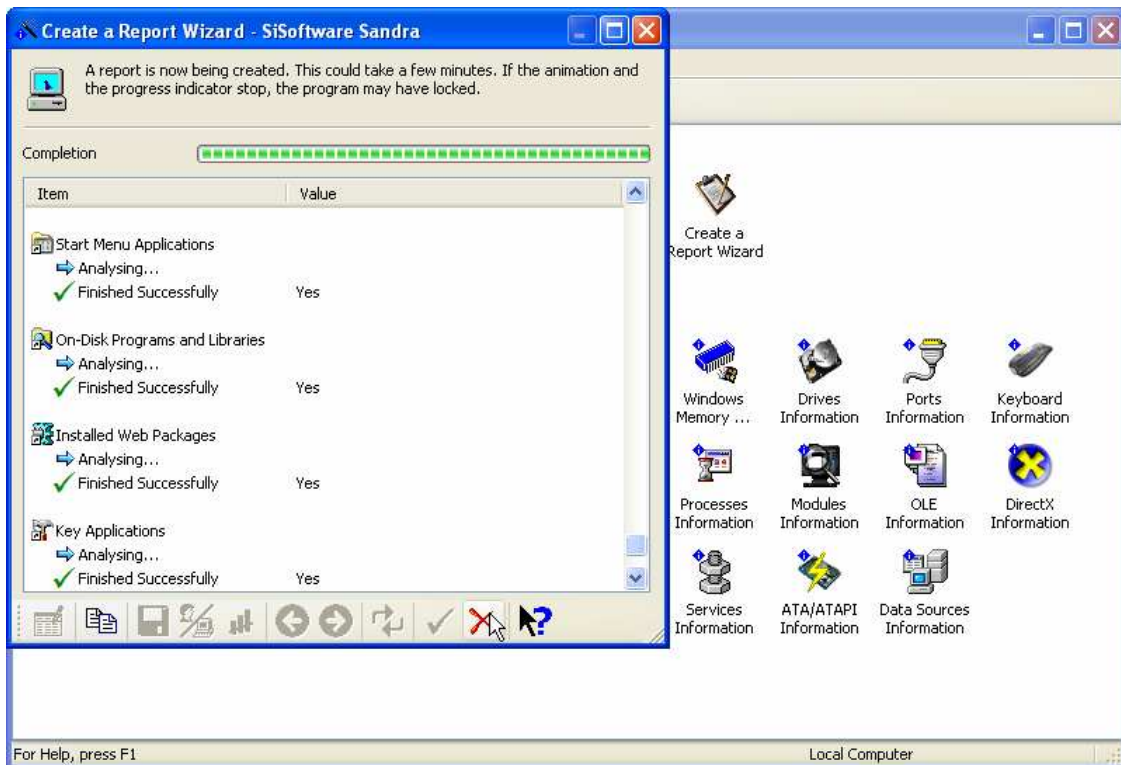 Create a Report Wizard - SiSoftware Sandra
A report is now being created. This could take a few minutes. If the animation and
the progress indicator stop, the program may have locked.
Completion
Item Value
Start Menu Applications
Analysing...
Finished Successfully Yes
On-Disk Programs and Libraries
Analysing...
Finished Successfully Yes
Installed Web Packages
Analysing...
Finished Successfully Yes
Key Applications
Analysing...
Finished Successfully Yes
Create a
Report Wizard
Windows
Memory ...
Drives
Information
Ports
Information
Keyboard
Information
Processes
Information
Modules
Information
OLE
Information
DirectX
Information
Services
Information
ATA/ATAPI
Information
Data Sources
Information
For Help, press F1
Local Computer